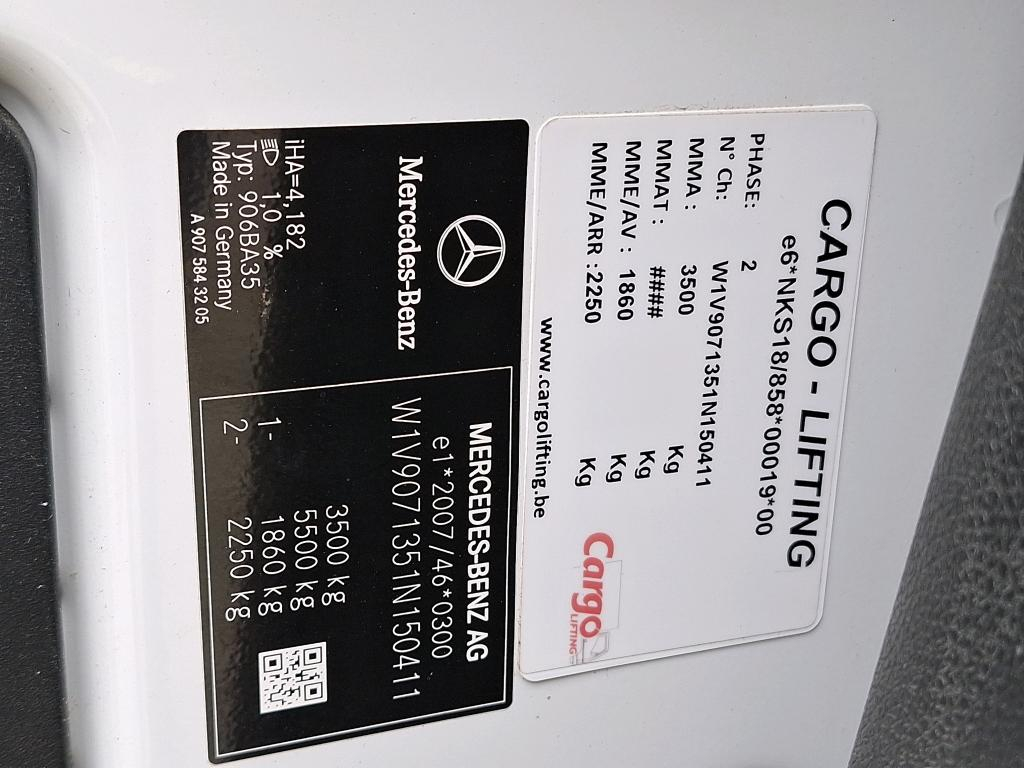 CARGO - LIFTING
e6*NKS18/858*00019*00
PHASE: 2
N° Ch: W1V9071351N150411
MMA : 3500 Kg
MMAT : #### Kg
MME/AV : 1860 Kg
MME/ARR : 2250 Kg
www.cargolifting.be
Cargo
LIFTING
Mercedes-Benz
iHA=4,182
1,0 %
Typ: 906BA35
Made in Germany
A 907 584 32 05
MERCEDES-BENZ AG
e1*2007/46*0300
W1V9071351N150411
3500 kg
5500 kg
1- 1860 kg
2- 2250 kg